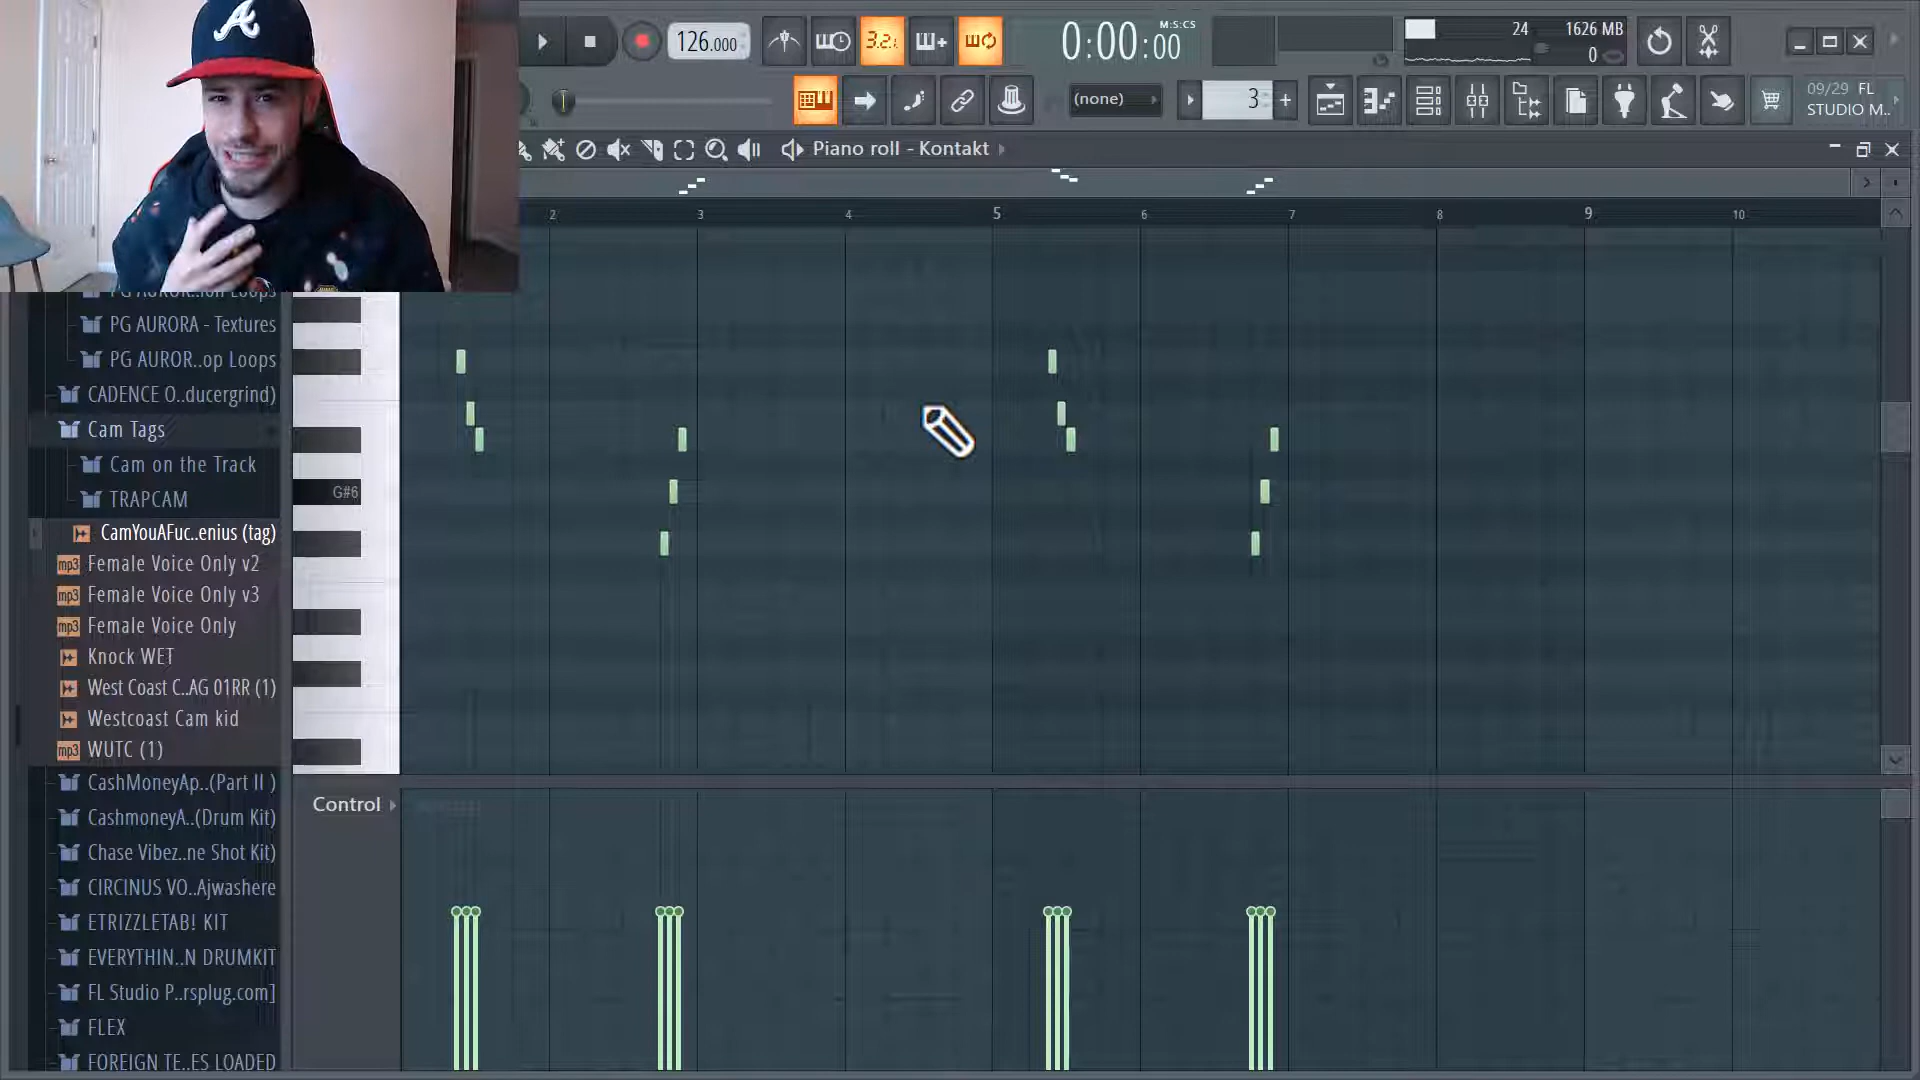 A
126.000
3.2.
0:00:00
M:S:CS
24
1626 MB
0
(none)
3
09/29 FL
STUDIO M..
Piano roll - Kontakt
2
3
4
5
6
7
8
9
10
PG AURORA - Textures
PG AUROR..op Loops
CADENCE O..ducergrind)
Cam Tags
Cam on the Track
TRAPCAM
CamYouAFuc..enius (tag)
mp3 Female Voice Only v2
mp3 Female Voice Only v3
mp3 Female Voice Only
Knock WET
West Coast C..AG 01RR (1)
Westcoast Cam kid
mp3 WUTC (1)
CashMoneyAp..(Part II )
CashmoneyA..(Drum Kit)
Chase Vibez..ne Shot Kit)
CIRCINUS VO..Ajwashere
ETRIZZLETAB! KIT
EVERYTHIN..N DRUMKIT
FL Studio P..rsplug.com]
FLEX
FOREIGN TE..ES LOADED
G#6
Control